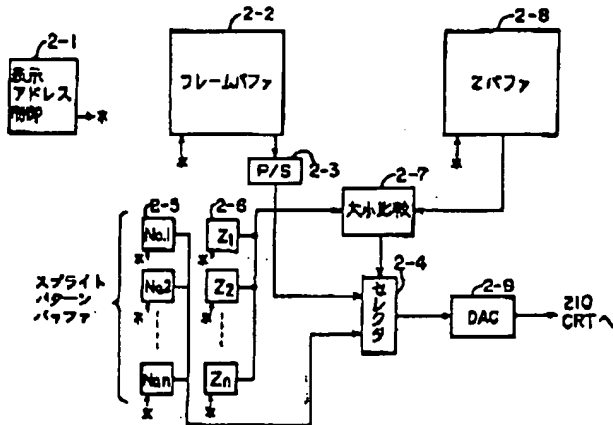 2-1
表示
アドレス
制御
*
2-2
フレームバファ
*
2-8
Zバファ
*
P/S
2-3
2-7
大小比較
2-5
No.1
*
No.2
*
No.n
*
2-6
Z1
*
Z2
*
Zn
*
スプライト
パターン
バッファ
2-4
セレクタ
2-9
DAC
210
CRTへ